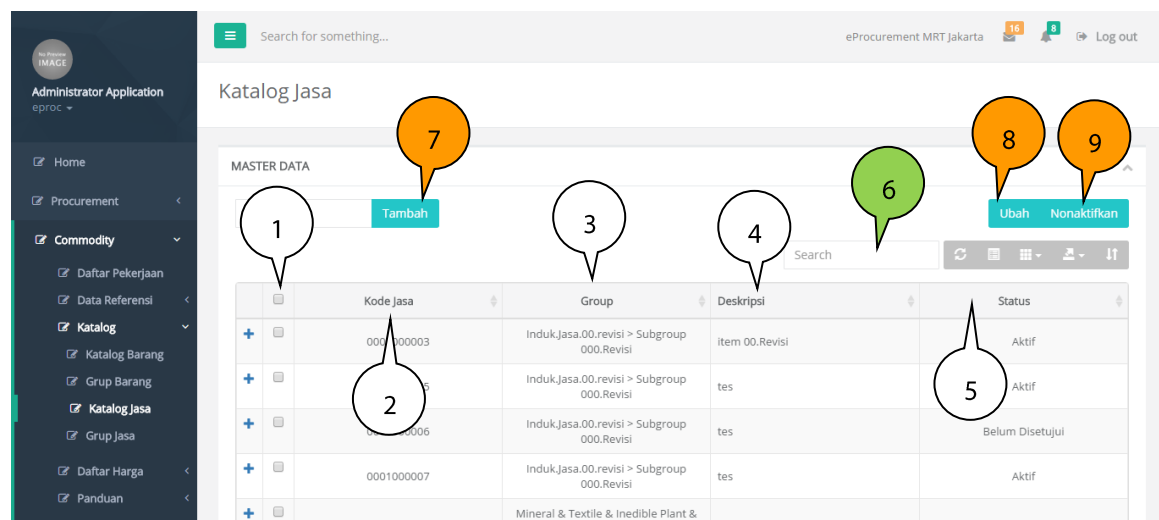 No Preview
IMAGE
Administrator Application
eproc
Home
Procurement
Commodity
Daftar Pekerjaan
Data Referensi
Katalog
Katalog Barang
Grup Barang
Katalog Jasa
Grup Jasa
Daftar Harga
Panduan
Search for something...
eProcurement MRT Jakarta
16
8
Log out
Katalog Jasa
7
8
9
MASTER DATA
6
Tambah
Ubah
Nonaktifkan
1
3
4
Search
Kode Jasa
Group
Deskripsi
Status
Induk.Jasa.00.revisi > Subgroup
000.Revisi
item 00.Revisi
Aktif
Induk.Jasa.00.revisi > Subgroup
000.Revisi
tes
Aktif
2
5
Induk.Jasa.00.revisi > Subgroup
000.Revisi
tes
Belum Disetujui
0001000007
Induk.Jasa.00.revisi > Subgroup
000.Revisi
tes
Aktif
Mineral & Textile & Inedible Plant &